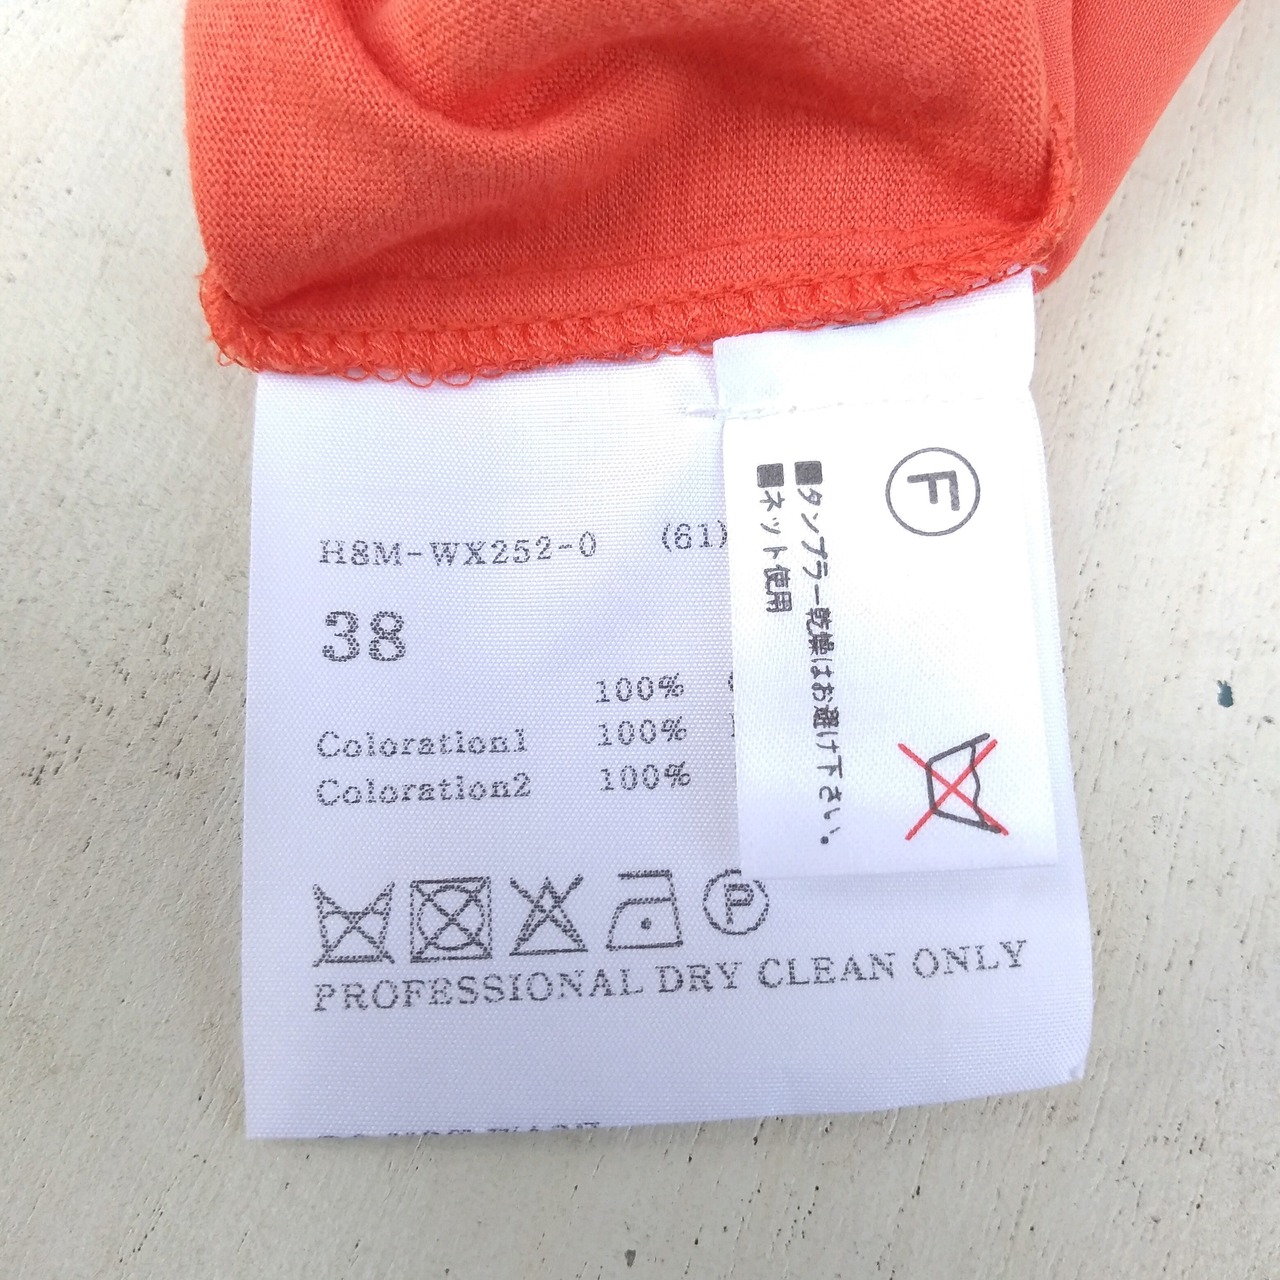 H8M-WX252-0 (61)
38
100%
Coloration1 100%
Coloration2 100%
P
PROFESSIONAL DRY CLEAN ONLY
F
■タンブラー乾燥はお避け下さい。
■ネット使用